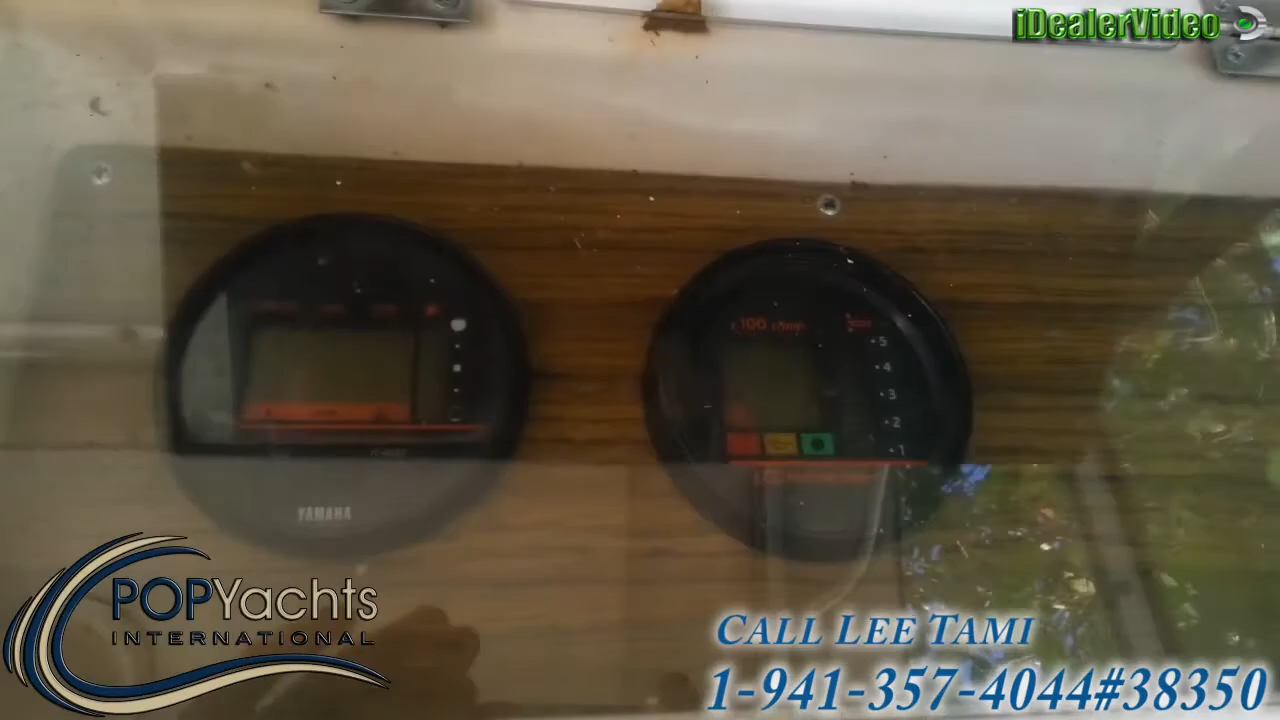 iDealerVideo
x100 r/min
5
4
3
2
1
YAMAHA
POPYachts
INTERNATIONAL
CALL LEE TAMI
1-941-357-4044#38350